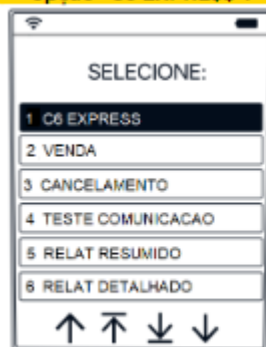 SELECIONE:
1 C6 EXPRESS
2 VENDA
3 CANCELAMENTO
4 TESTE COMUNICACAO
5 RELAT RESUMIDO
6 RELAT DETALHADO